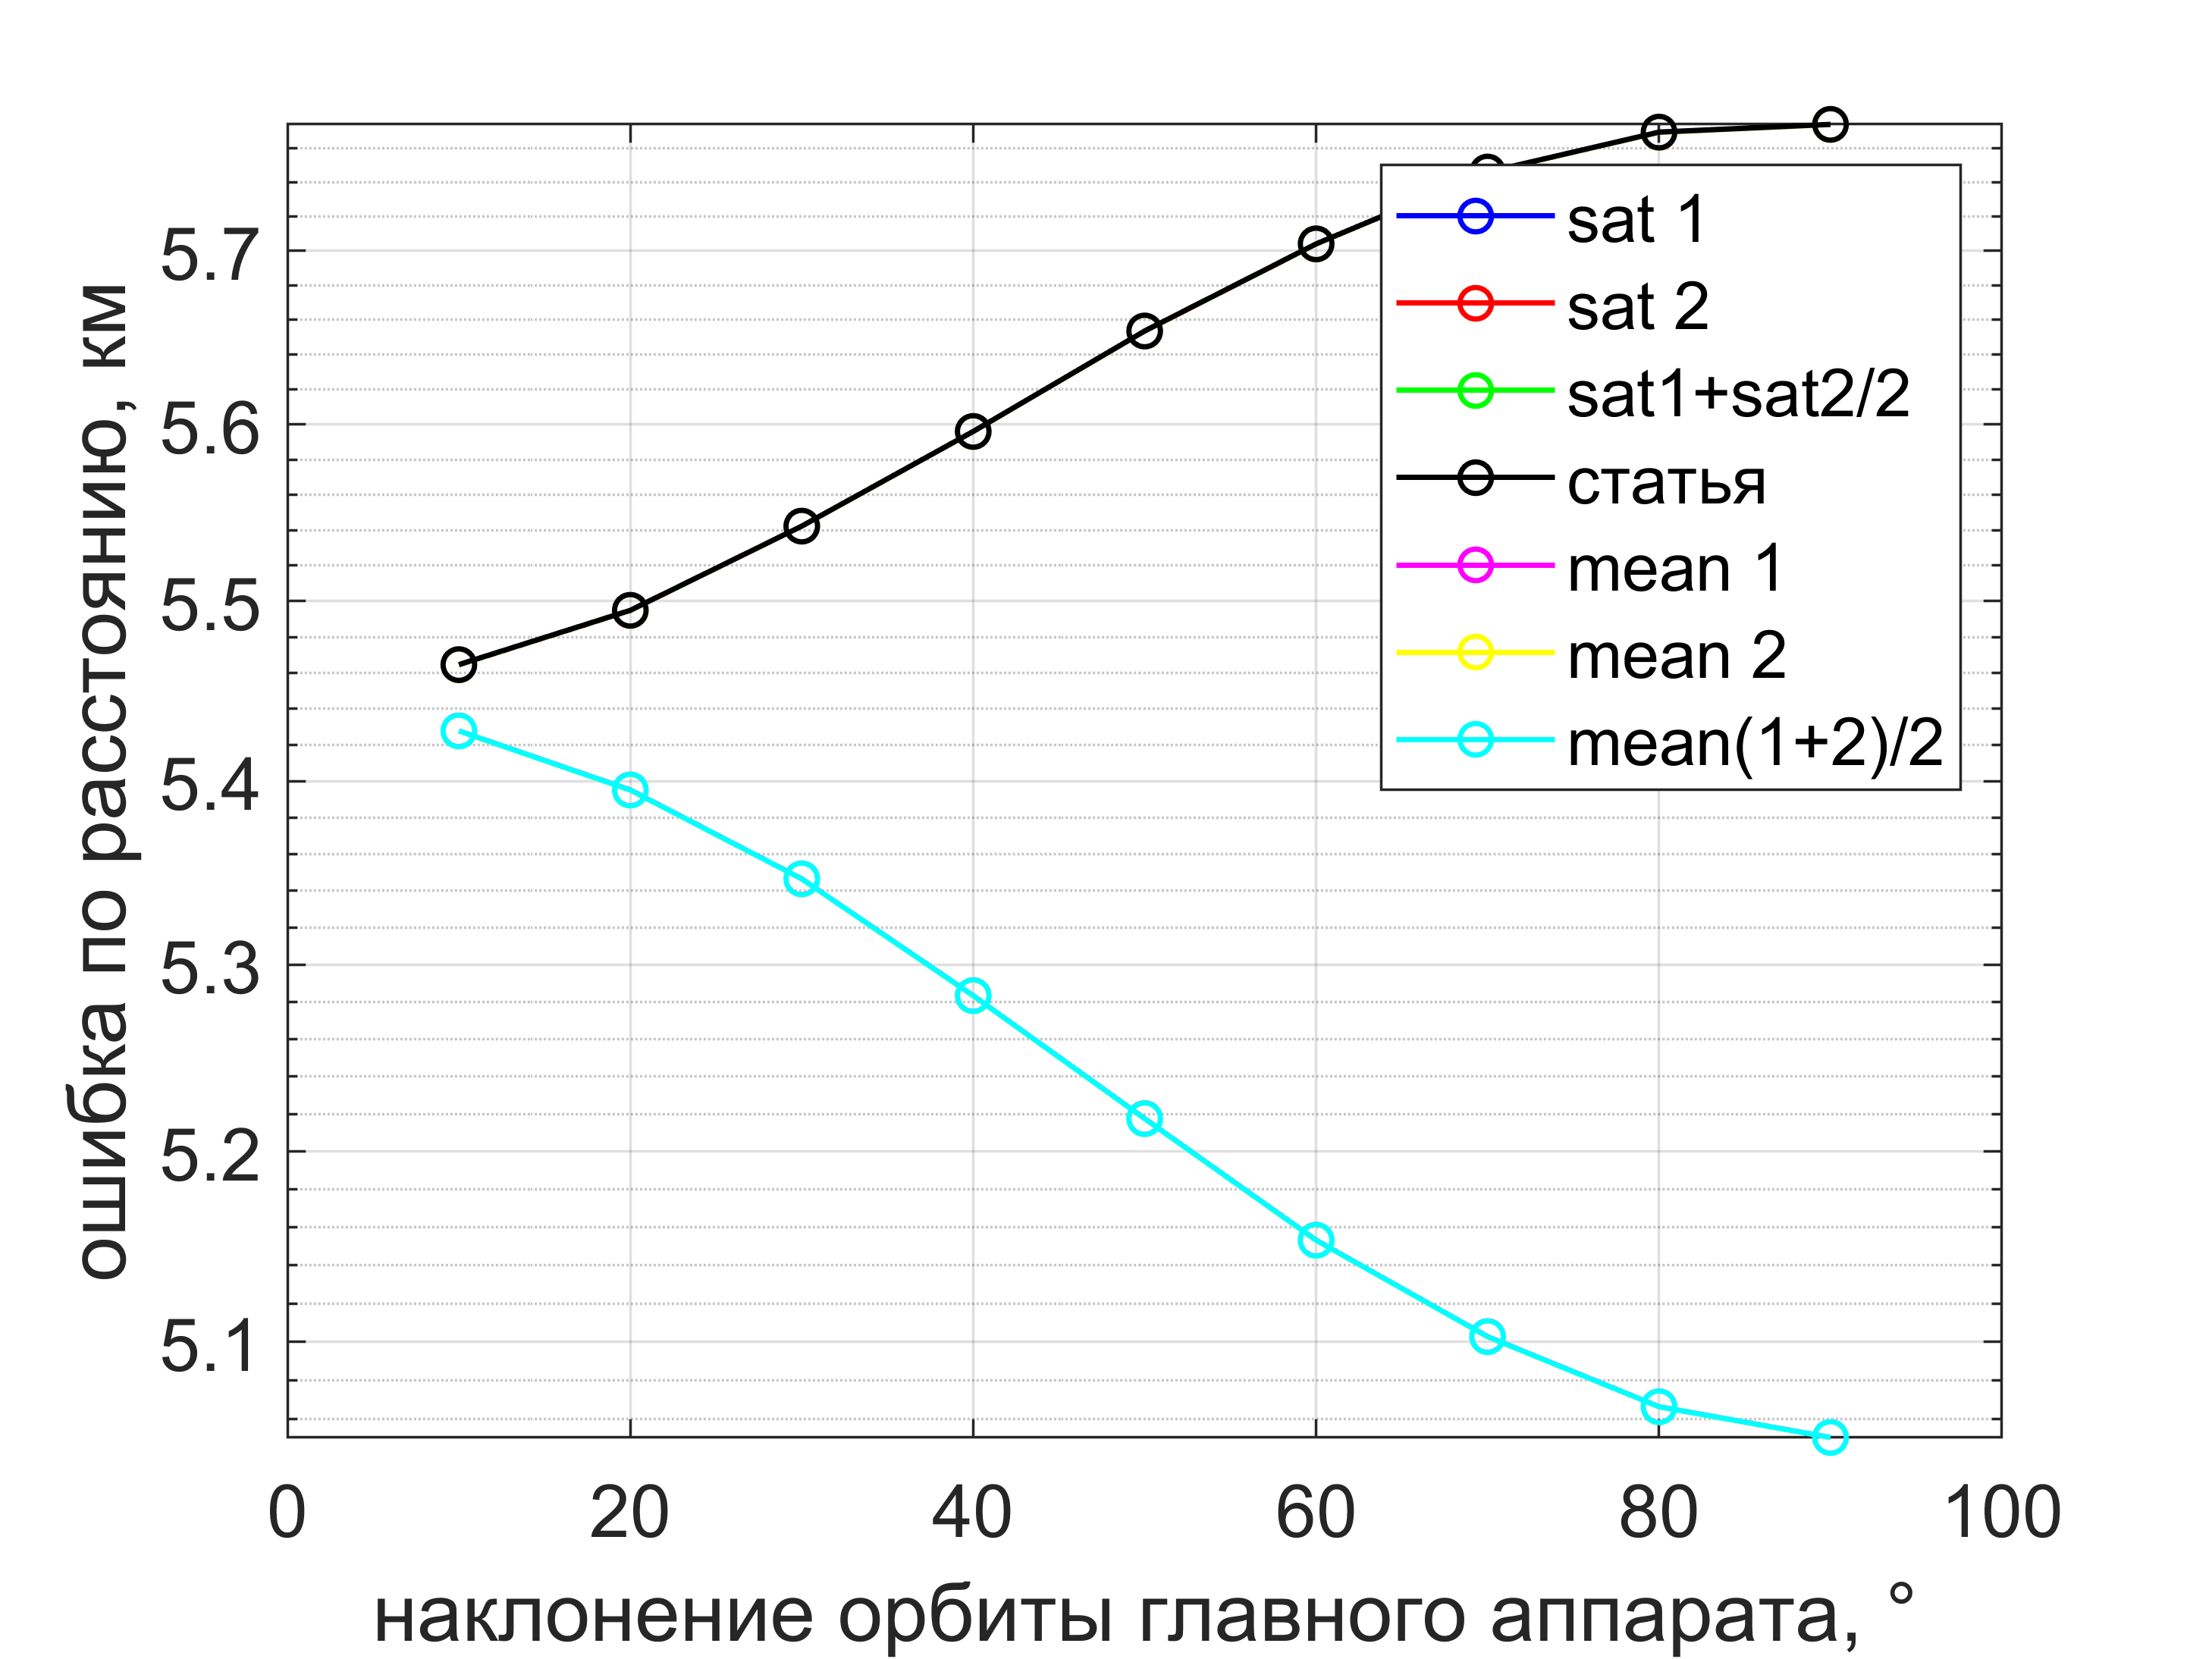 ошибка по расстоянию, км
5.7
5.6
5.5
5.4
5.3
5.2
5.1
sat 1
sat 2
sat1+sat2/2
статья
mean 1
mean 2
mean(1+2)/2
0 20 40 60 80 100
наклонение орбиты главного аппарата, °